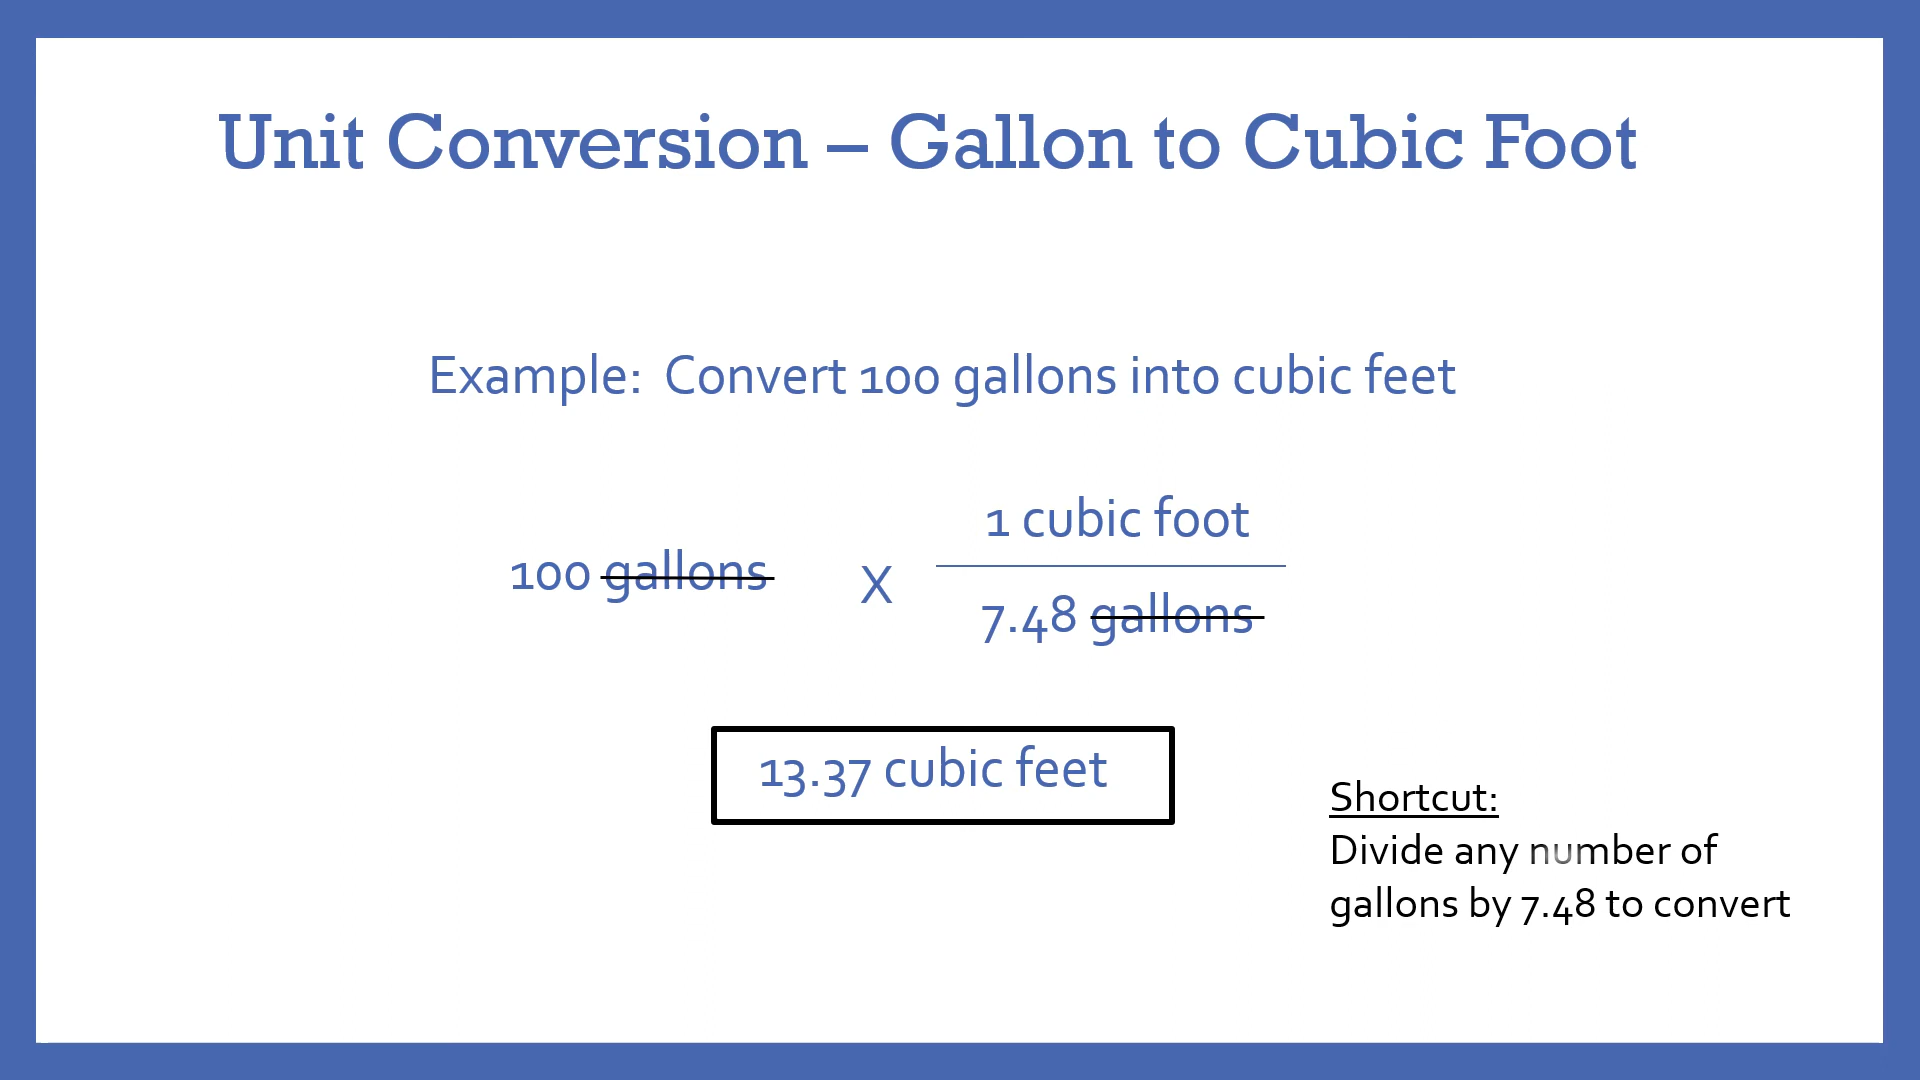 Unit Conversion – Gallon to Cubic Foot
Example: Convert 100 gallons into cubic feet
1 cubic foot
100 gallons X
7.48 gallons
13.37 cubic feet
Shortcut:
Divide any number of
gallons by 7.48 to convert